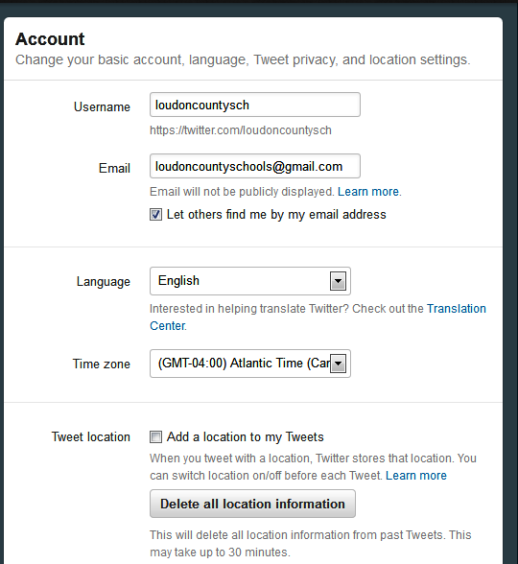 Account
Change your basic account, language, Tweet privacy, and location settings.
Username
loudoncountysch
https://twitter.com/loudoncountysch
Email
loudoncountyschools@gmail.com
Email will not be publicly displayed. Learn more.
Let others find me by my email address
Language
English
Interested in helping translate Twitter? Check out the Translation
Center.
Time zone
(GMT-04:00) Atlantic Time (Car
Tweet location
Add a location to my Tweets
When you tweet with a location, Twitter stores that location. You
can switch location on/off before each Tweet. Learn more
Delete all location information
This will delete all location information from past Tweets. This
may take up to 30 minutes.